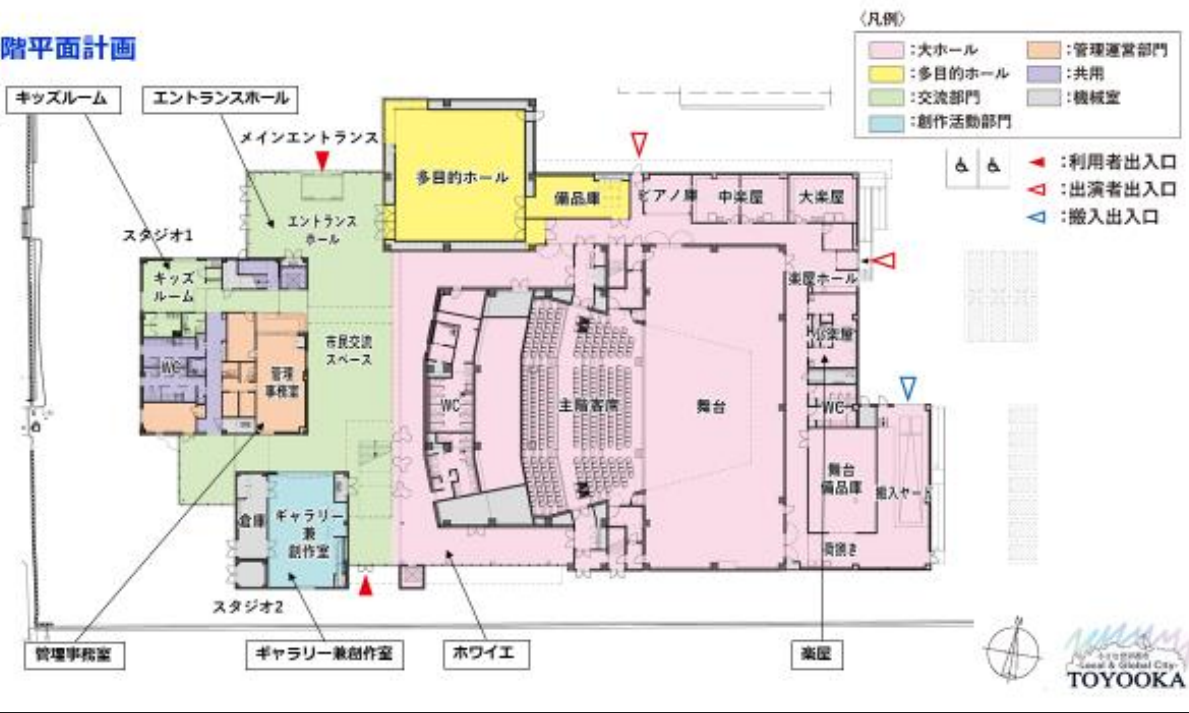 階平面計画
〈凡例〉
:大ホール
:管理運営部門
:多目的ホール
:共用
:交流部門
:機械室
:創作活動部門
:利用者出入口
:出演者出入口
:搬入出入口
キッズルーム
エントランスホール
メインエントランス
多目的ホール
備品庫
ピアノ庫
中楽屋
大楽屋
エントランス
ホール
スタジオ1
キッズ
ルーム
楽屋ホール
市民交流
スペース
小楽屋
管理
事務室
WC
WC
主階客席
舞台
WC
舞台
備品庫
搬入ヤード
荷捌き
倉庫
ギャラリー
兼
創作室
スタジオ2
管理事務室
ギャラリー兼創作室
ホワイエ
楽屋
N
-Local & Global City-
TOYOOKA